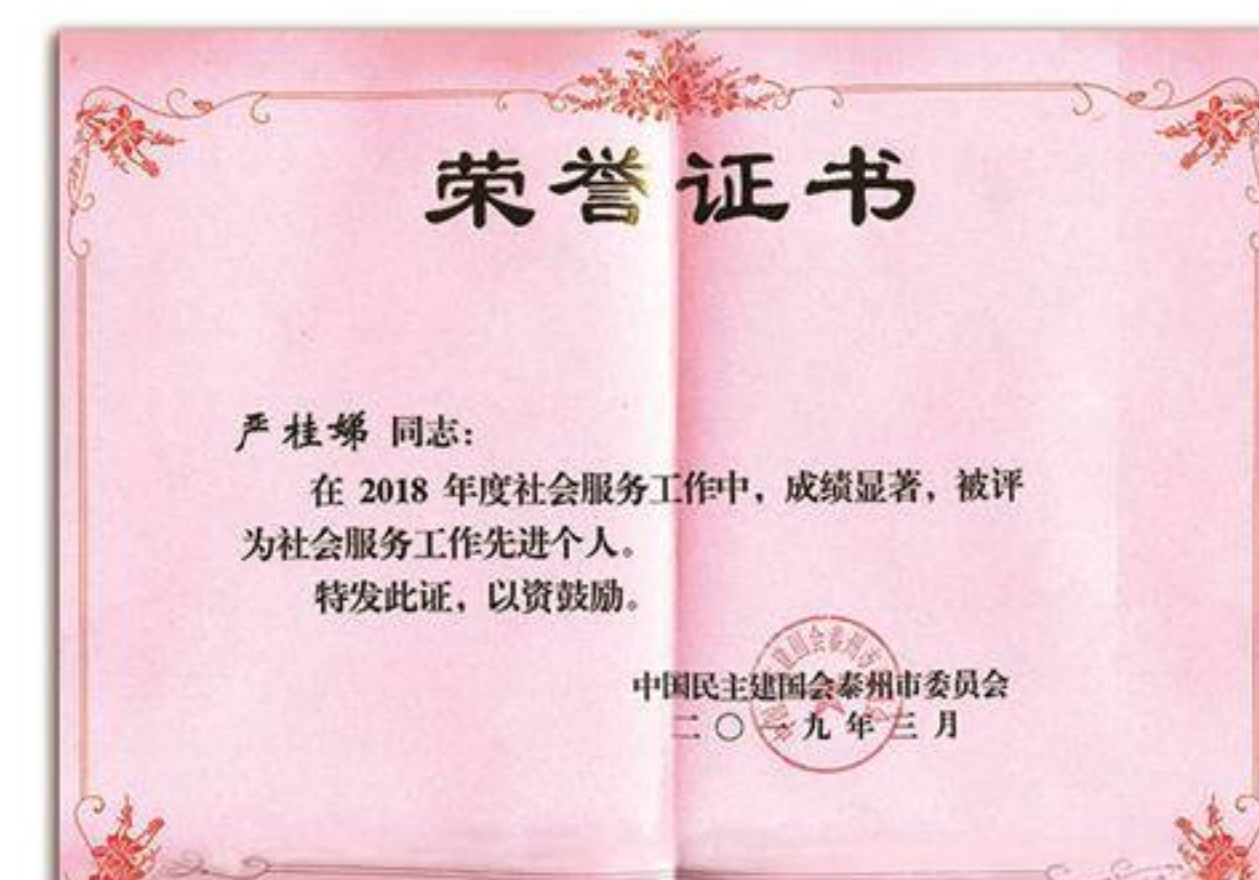 荣誉证书
严桂娣 同志：
在 2018 年度社会服务工作中，成绩显著，被评
为社会服务工作先进个人。
特发此证，以资鼓励。
中国民主建国会泰州市委员会
二〇一九年三月